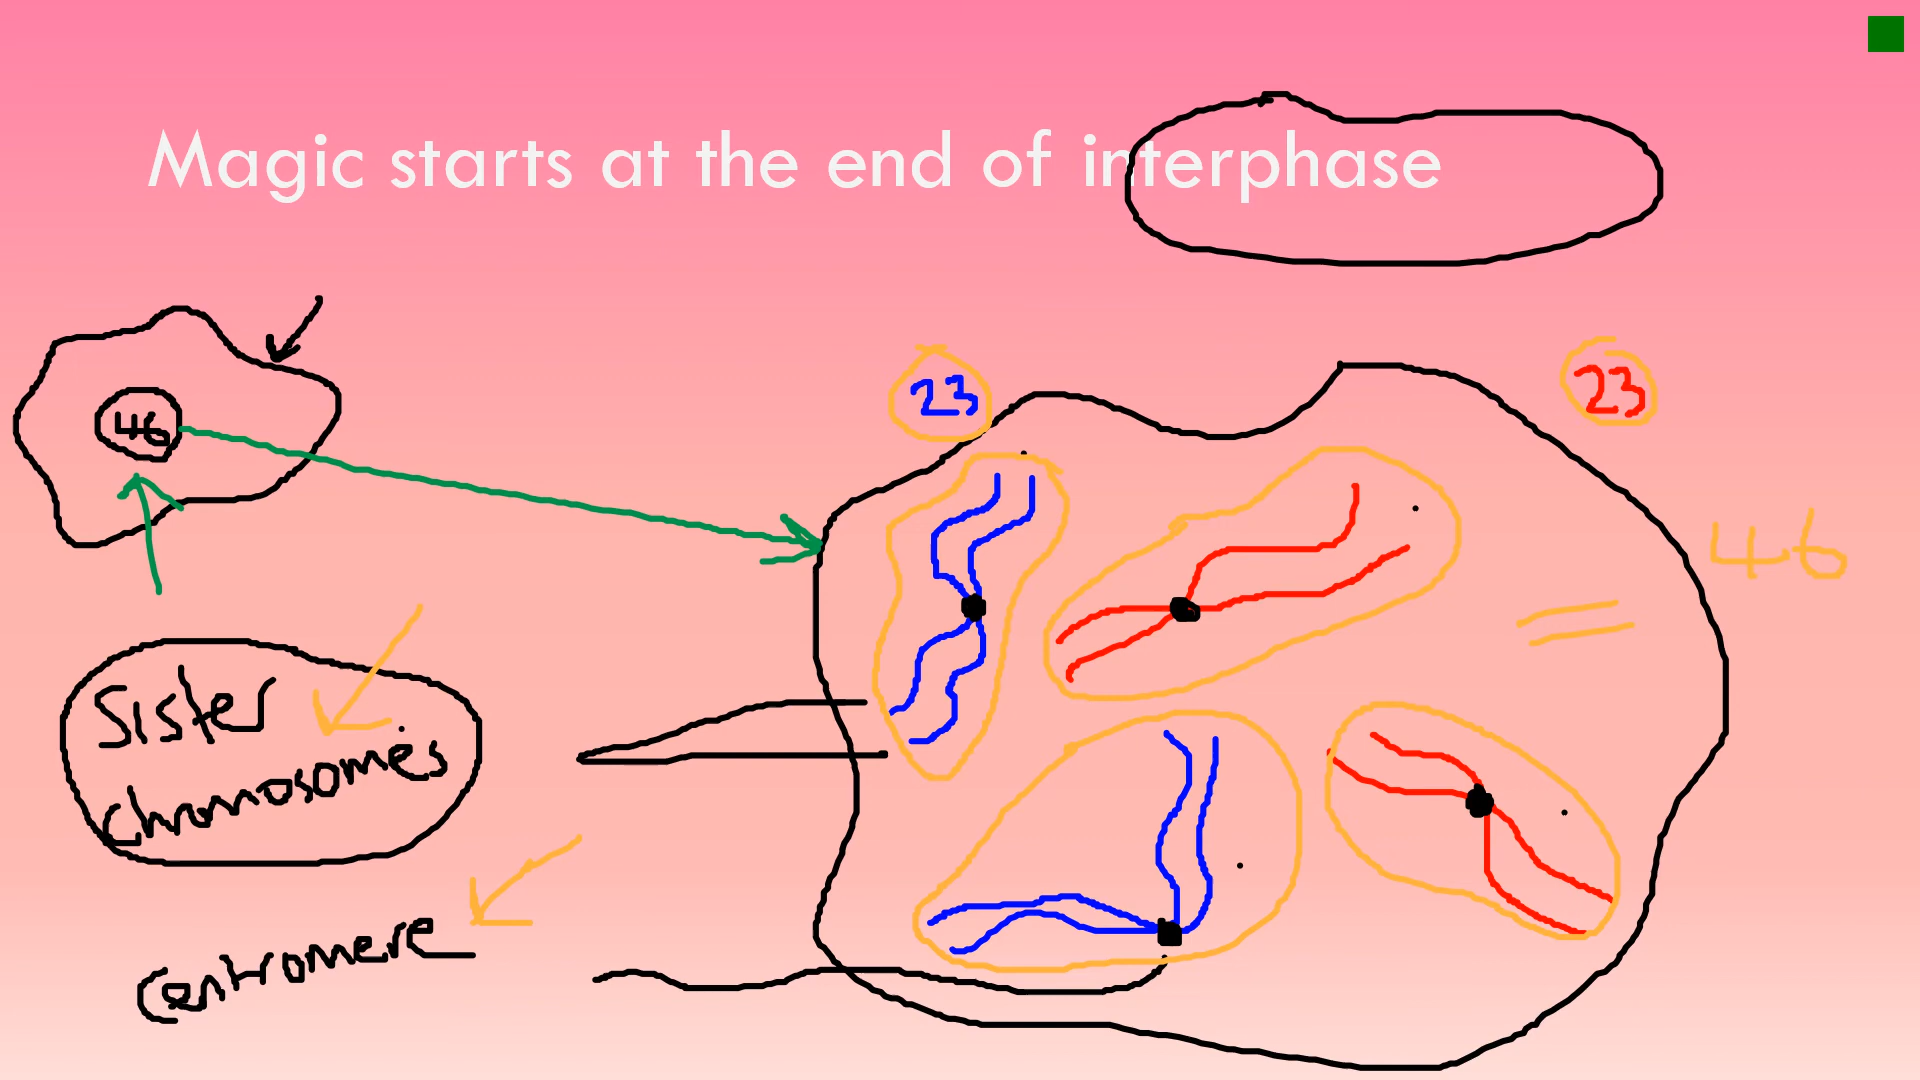 Magic starts at the end of interphase
46
23
23
46
Sister
chromosomes
centromere